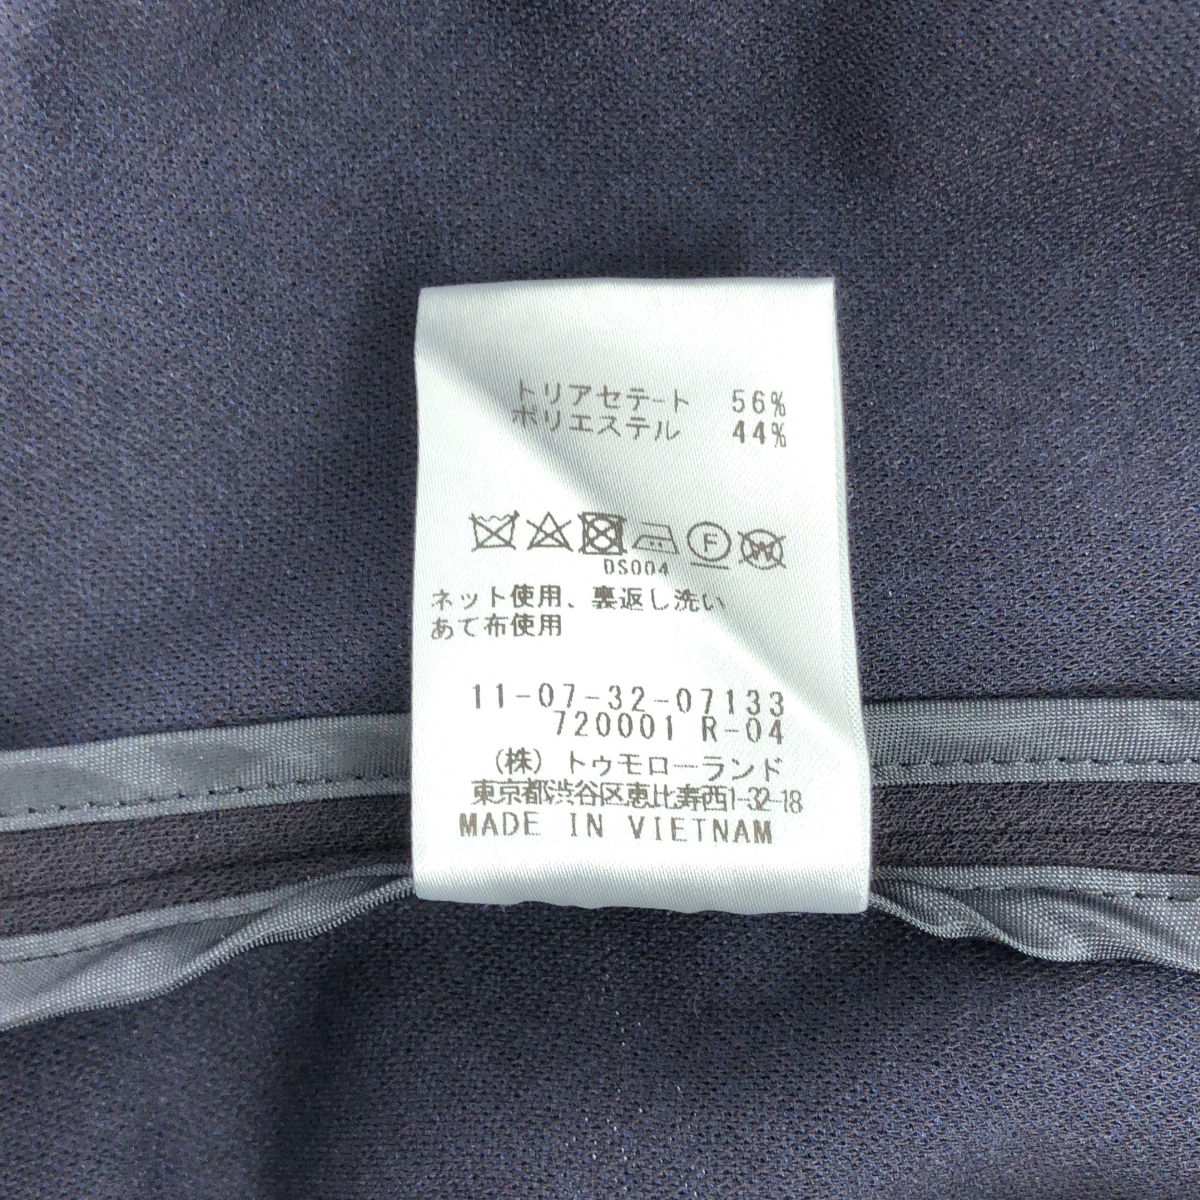 トリアセテート 56%
ポリエステル 44%
F W
DS004
ネット使用、裏返し洗い
あて布使用
11-07-32-07133
720001 R-04
(株)トゥモローランド
東京都渋谷区恵比寿西1-32-18
MADE IN VIETNAM